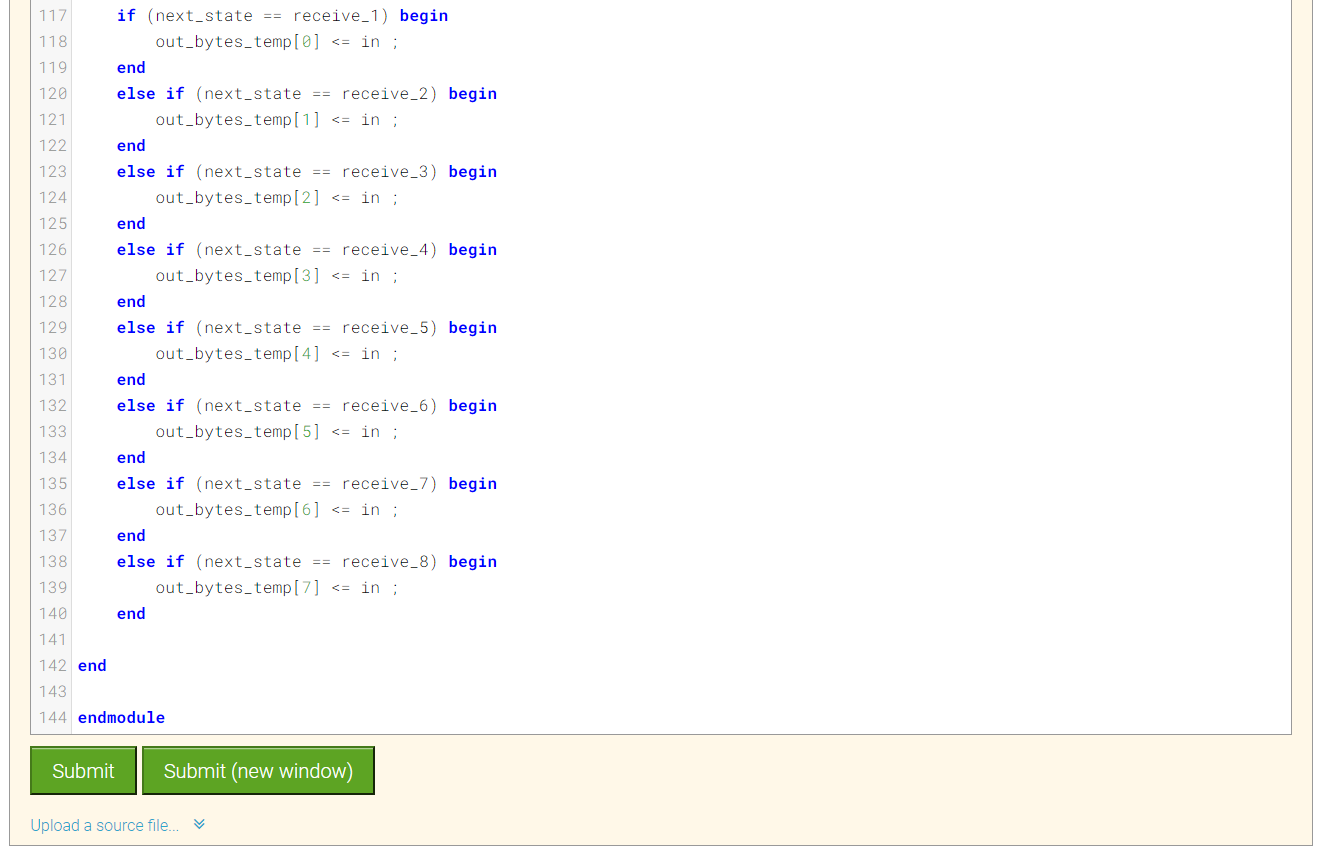 117 if (next_state == receive_1) begin
118 out_bytes_temp[0] <= in ;
119 end
120 else if (next_state == receive_2) begin
121 out_bytes_temp[1] <= in ;
122 end
123 else if (next_state == receive_3) begin
124 out_bytes_temp[2] <= in ;
125 end
126 else if (next_state == receive_4) begin
127 out_bytes_temp[3] <= in ;
128 end
129 else if (next_state == receive_5) begin
130 out_bytes_temp[4] <= in ;
131 end
132 else if (next_state == receive_6) begin
133 out_bytes_temp[5] <= in ;
134 end
135 else if (next_state == receive_7) begin
136 out_bytes_temp[6] <= in ;
137 end
138 else if (next_state == receive_8) begin
139 out_bytes_temp[7] <= in ;
140 end
141
142 end
143
144 endmodule
Submit Submit (new window)
Upload a source file...